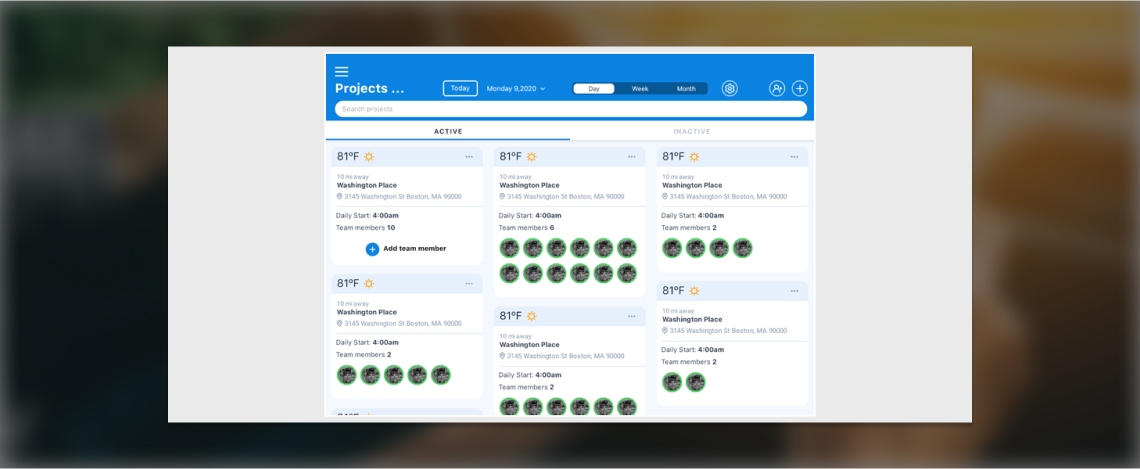 Projects ...
Today
Monday 9,2020
Day
Week
Month
Search projects
ACTIVE
INACTIVE
81°F
10 mi away
Washington Place
3145 Washington St Boston, MA 90000
Daily Start: 4:00am
Team members 10
Add team member
81°F
10 mi away
Washington Place
3145 Washington St Boston, MA 90000
Daily Start: 4:00am
Team members 6
81°F
10 mi away
Washington Place
3145 Washington St Boston, MA 90000
Daily Start: 4:00am
Team members 2
81°F
10 mi away
Washington Place
3145 Washington St Boston, MA 90000
Daily Start: 4:00am
Team members 2
81°F
10 mi away
Washington Place
3145 Washington St Boston, MA 90000
Daily Start: 4:00am
Team members 2
81°F
10 mi away
Washington Place
3145 Washington St Boston, MA 90000
Daily Start: 4:00am
Team members 2